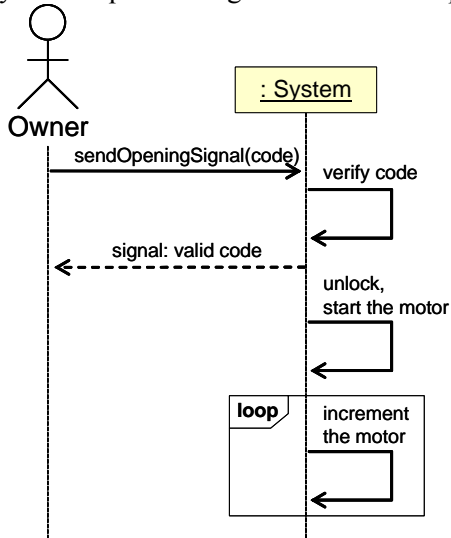 : System
Owner
sendOpeningSignal(code)
verify code
signal: valid code
unlock,
start the motor
loop
increment
the motor